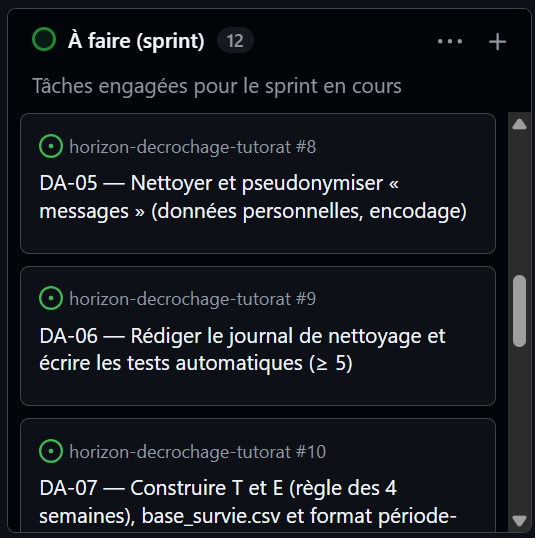 À faire (sprint) 12
Tâches engagées pour le sprint en cours
horizon-decrochage-tutorat #8
DA-05 — Nettoyer et pseudonymiser «
messages » (données personnelles, encodage)
horizon-decrochage-tutorat #9
DA-06 — Rédiger le journal de nettoyage et
écrire les tests automatiques (≥ 5)
horizon-decrochage-tutorat #10
DA-07 — Construire T et E (règle des 4
semaines), base_survie.csv et format période-